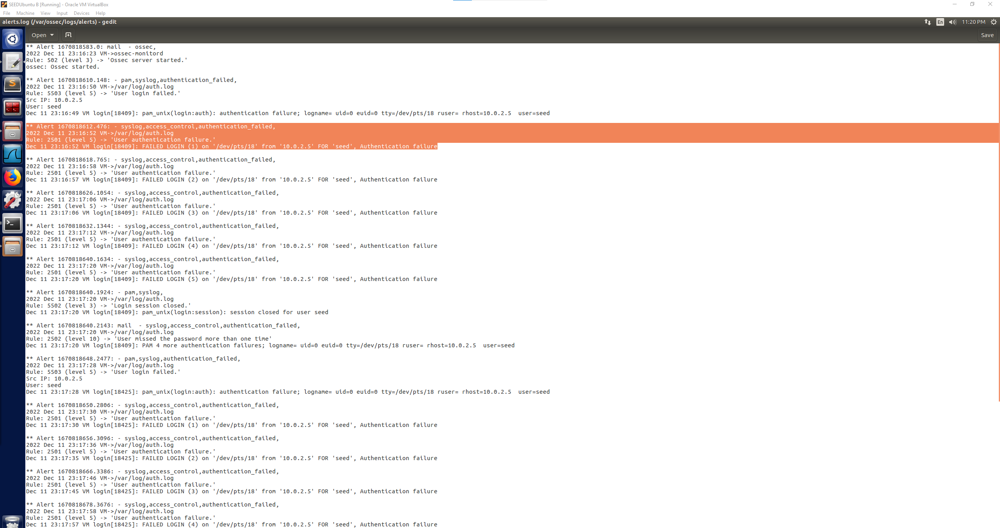 SEEDUbuntu B [Running] - Oracle VM VirtualBox
File Machine View Input Devices Help
alerts.log (/var/ossec/logs/alerts) - gedit
En 11:20 PM
Open Save
** Alert 1670818583.0: mail  - ossec,
2022 Dec 11 23:16:23 VM->ossec-monitord
Rule: 502 (level 3) -> 'Ossec server started.'
ossec: Ossec started.
** Alert 1670818610.148: - pam,syslog,authentication_failed,
2022 Dec 11 23:16:50 VM->/var/log/auth.log
Rule: 5503 (level 5) -> 'User login failed.'
Src IP: 10.0.2.5
User: seed
Dec 11 23:16:49 VM login[18409]: pam_unix(login:auth): authentication failure; logname= uid=0 euid=0 tty=/dev/pts/18 ruser= rhost=10.0.2.5  user=seed
** Alert 1670818612.476: - syslog,access_control,authentication_failed,
2022 Dec 11 23:16:52 VM->/var/log/auth.log
Rule: 2501 (level 5) -> 'User authentication failure.'
Dec 11 23:16:52 VM login[18409]: FAILED LOGIN (1) on '/dev/pts/18' from '10.0.2.5' FOR 'seed', Authentication failure
** Alert 1670818618.765: - syslog,access_control,authentication_failed,
2022 Dec 11 23:16:58 VM->/var/log/auth.log
Rule: 2501 (level 5) -> 'User authentication failure.'
Dec 11 23:16:57 VM login[18409]: FAILED LOGIN (2) on '/dev/pts/18' from '10.0.2.5' FOR 'seed', Authentication failure
** Alert 1670818626.1054: - syslog,access_control,authentication_failed,
2022 Dec 11 23:17:06 VM->/var/log/auth.log
Rule: 2501 (level 5) -> 'User authentication failure.'
Dec 11 23:17:06 VM login[18409]: FAILED LOGIN (3) on '/dev/pts/18' from '10.0.2.5' FOR 'seed', Authentication failure
** Alert 1670818632.1344: - syslog,access_control,authentication_failed,
2022 Dec 11 23:17:12 VM->/var/log/auth.log
Rule: 2501 (level 5) -> 'User authentication failure.'
Dec 11 23:17:12 VM login[18409]: FAILED LOGIN (4) on '/dev/pts/18' from '10.0.2.5' FOR 'seed', Authentication failure
** Alert 1670818640.1634: - syslog,access_control,authentication_failed,
2022 Dec 11 23:17:20 VM->/var/log/auth.log
Rule: 2501 (level 5) -> 'User authentication failure.'
Dec 11 23:17:20 VM login[18409]: FAILED LOGIN (5) on '/dev/pts/18' from '10.0.2.5' FOR 'seed', Authentication failure
** Alert 1670818640.1924: - pam,syslog,
2022 Dec 11 23:17:20 VM->/var/log/auth.log
Rule: 5502 (level 3) -> 'Login session closed.'
Dec 11 23:17:20 VM login[18409]: pam_unix(login:session): session closed for user seed
** Alert 1670818640.2143: mail  - syslog,access_control,authentication_failed,
2022 Dec 11 23:17:20 VM->/var/log/auth.log
Rule: 2502 (level 10) -> 'User missed the password more than one time'
Dec 11 23:17:20 VM login[18409]: PAM 4 more authentication failures; logname= uid=0 euid=0 tty=/dev/pts/18 ruser= rhost=10.0.2.5  user=seed
** Alert 1670818648.2477: - pam,syslog,authentication_failed,
2022 Dec 11 23:17:28 VM->/var/log/auth.log
Rule: 5503 (level 5) -> 'User login failed.'
Src IP: 10.0.2.5
User: seed
Dec 11 23:17:28 VM login[18425]: pam_unix(login:auth): authentication failure; logname= uid=0 euid=0 tty=/dev/pts/18 ruser= rhost=10.0.2.5  user=seed
** Alert 1670818650.2806: - syslog,access_control,authentication_failed,
2022 Dec 11 23:17:30 VM->/var/log/auth.log
Rule: 2501 (level 5) -> 'User authentication failure.'
Dec 11 23:17:30 VM login[18425]: FAILED LOGIN (1) on '/dev/pts/18' from '10.0.2.5' FOR 'seed', Authentication failure
** Alert 1670818656.3096: - syslog,access_control,authentication_failed,
2022 Dec 11 23:17:36 VM->/var/log/auth.log
Rule: 2501 (level 5) -> 'User authentication failure.'
Dec 11 23:17:35 VM login[18425]: FAILED LOGIN (2) on '/dev/pts/18' from '10.0.2.5' FOR 'seed', Authentication failure
** Alert 1670818666.3386: - syslog,access_control,authentication_failed,
2022 Dec 11 23:17:46 VM->/var/log/auth.log
Rule: 2501 (level 5) -> 'User authentication failure.'
Dec 11 23:17:45 VM login[18425]: FAILED LOGIN (3) on '/dev/pts/18' from '10.0.2.5' FOR 'seed', Authentication failure
** Alert 1670818678.3676: - syslog,access_control,authentication_failed,
2022 Dec 11 23:17:58 VM->/var/log/auth.log
Rule: 2501 (level 5) -> 'User authentication failure.'
Dec 11 23:17:57 VM login[18425]: FAILED LOGIN (4) on '/dev/pts/18' from '10.0.2.5' FOR 'seed', Authentication failure